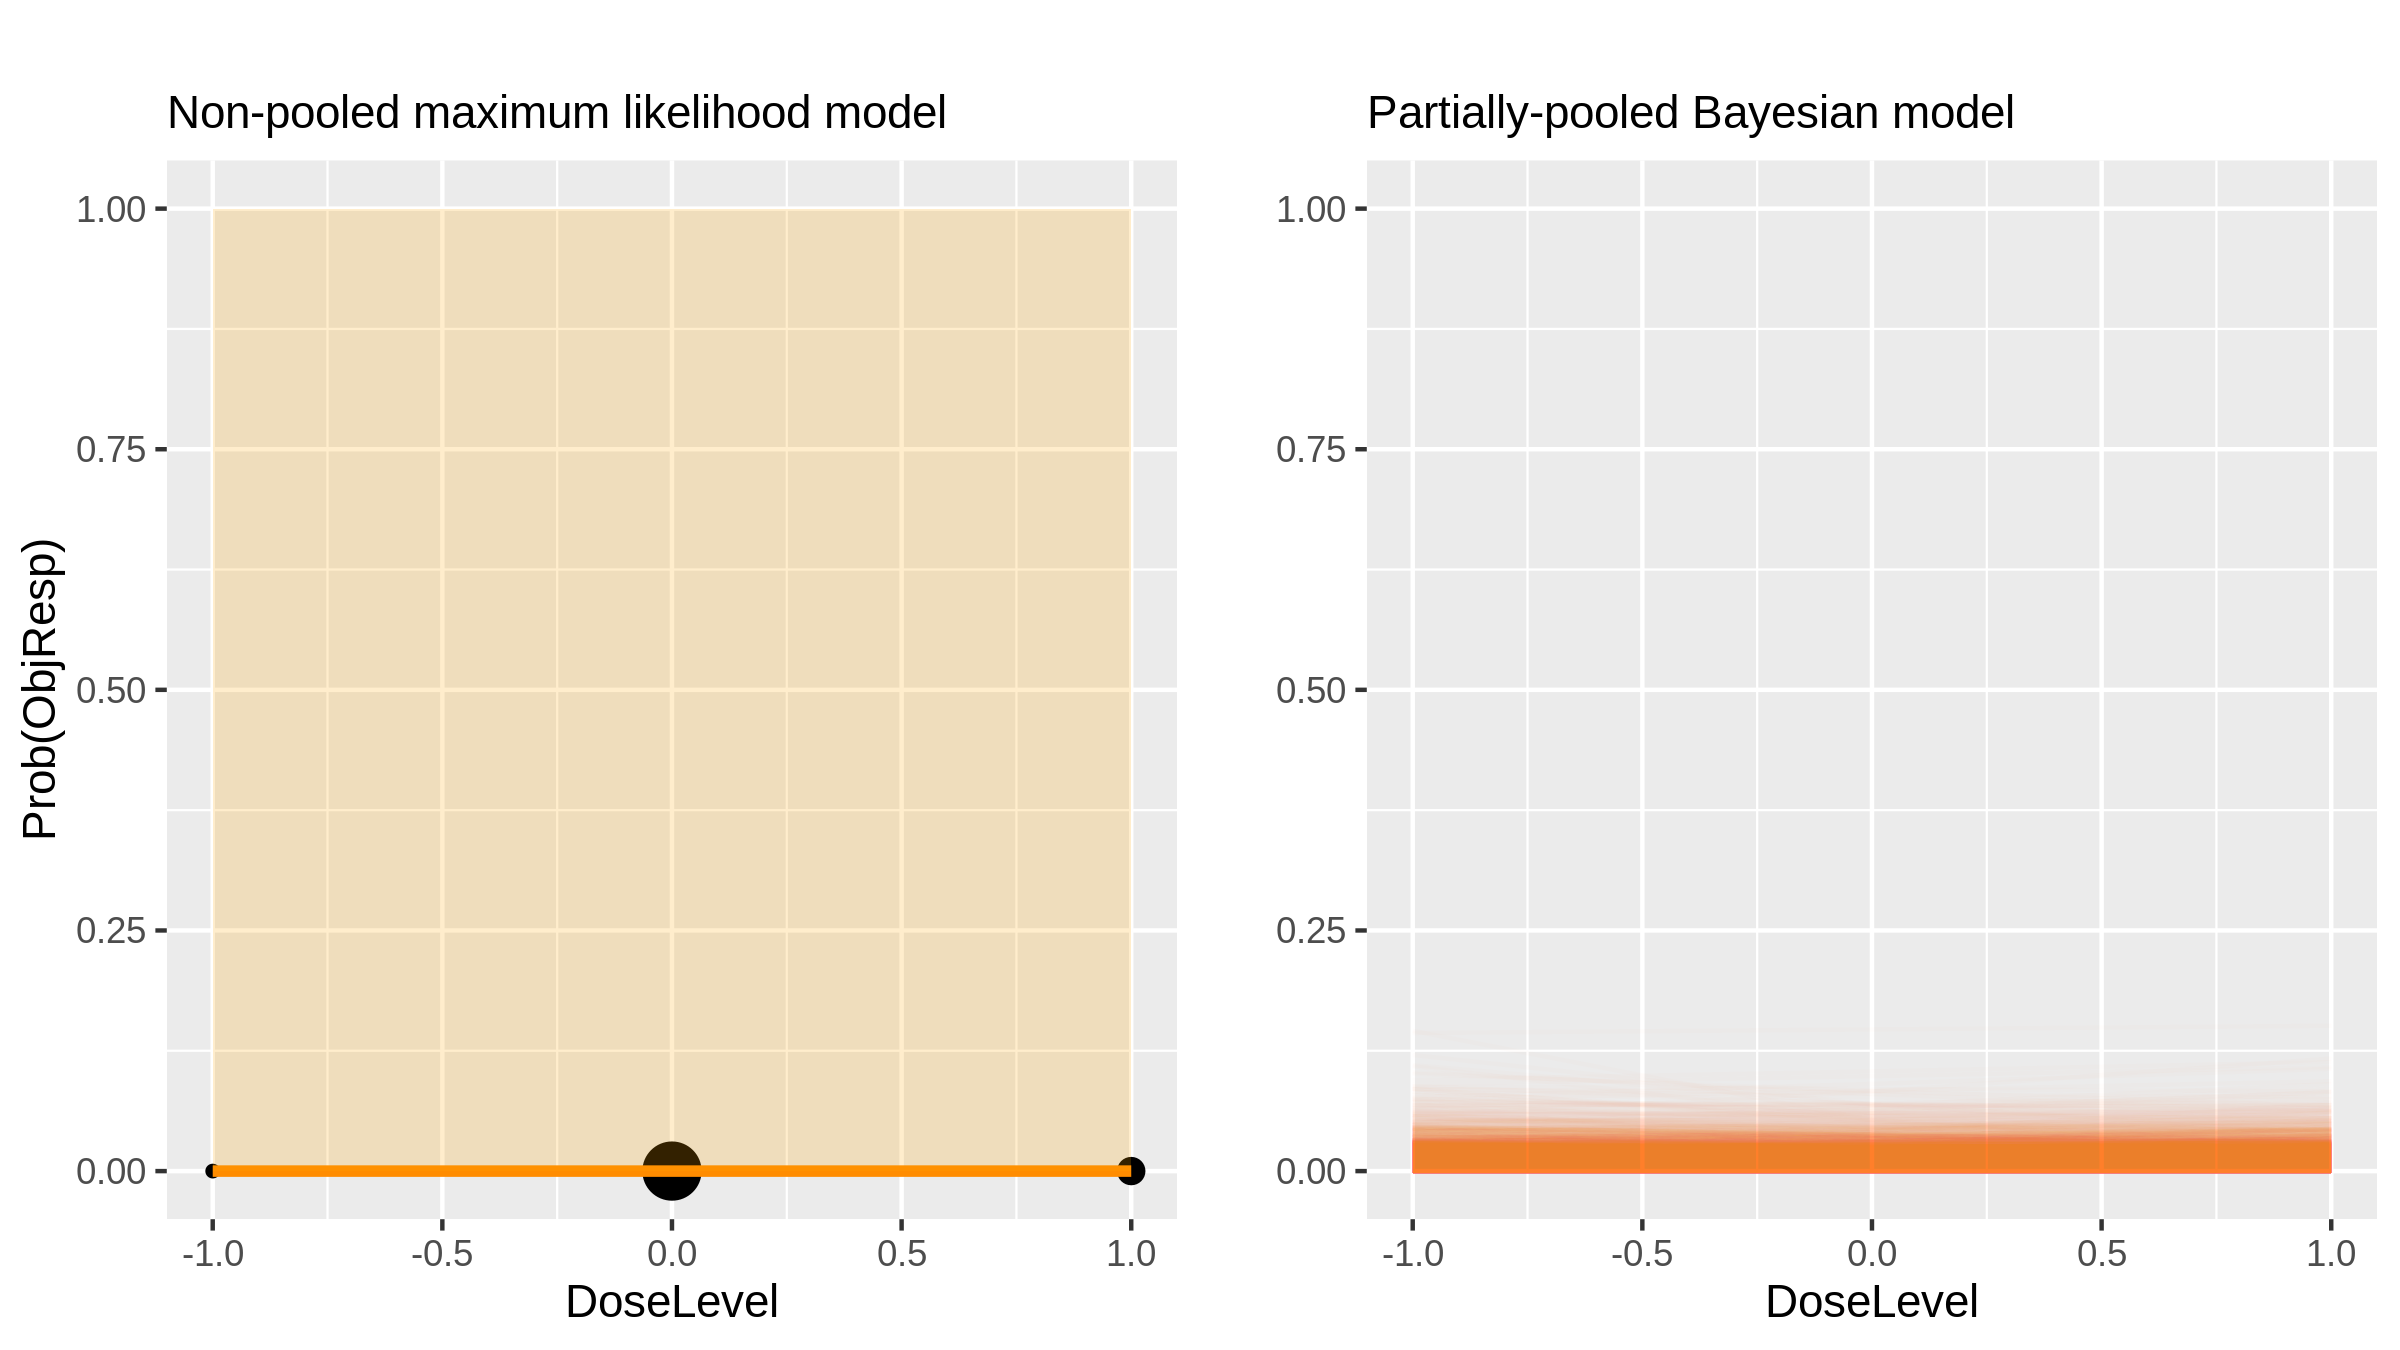 Non-pooled maximum likelihood model
Prob(ObjResp)
1.00
0.75
0.50
0.25
0.00
-1.0 -0.5 0.0 0.5 1.0
DoseLevel
Partially-pooled Bayesian model
1.00
0.75
0.50
0.25
0.00
-1.0 -0.5 0.0 0.5 1.0
DoseLevel